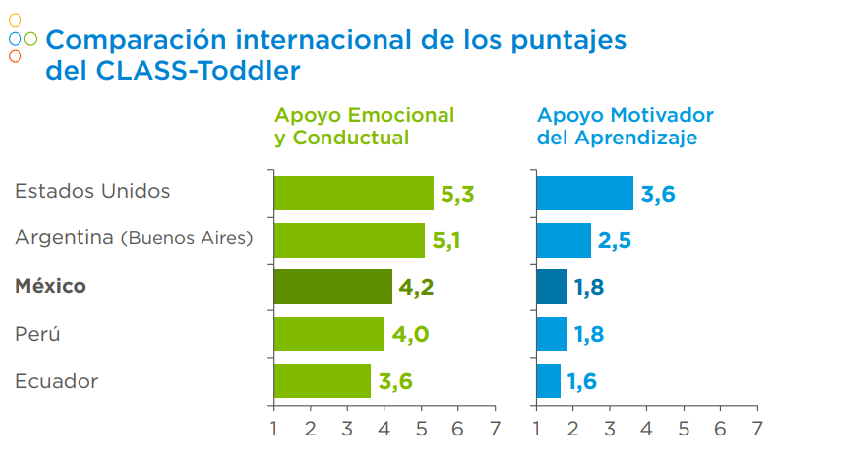 Comparación internacional de los puntajes
del CLASS-Toddler
Apoyo Emocional
y Conductual
Apoyo Motivador
del Aprendizaje
Estados Unidos 5,3 3,6
Argentina (Buenos Aires) 5,1 2,5
México 4,2 1,8
Perú 4,0 1,8
Ecuador 3,6 1,6
1 2 3 4 5 6 7 1 2 3 4 5 6 7